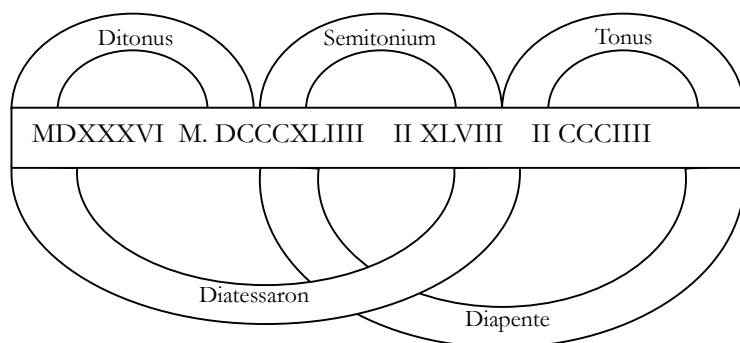 Ditonus Semitonium Tonus
MDXXXVI M. DCCCXLIIII II XLVIII II CCCIIII
Diatessaron
Diapente